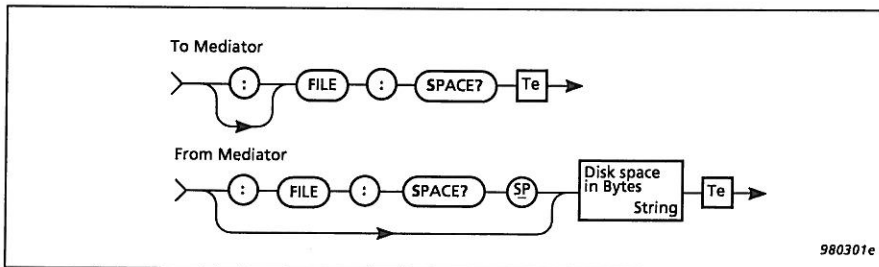 To Mediator
: FILE : SPACE? Te
From Mediator
: FILE : SPACE? SP Disk space
in Bytes
String Te
980301e